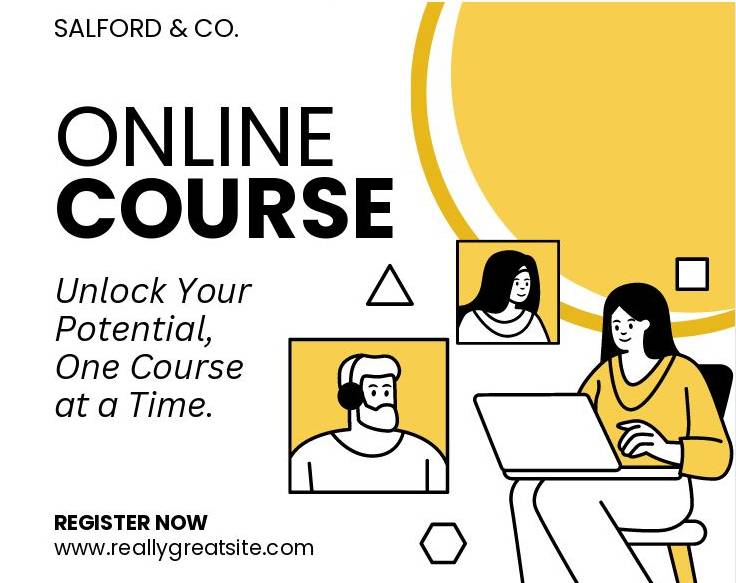 SALFORD & CO.
ONLINE
COURSE
Unlock Your
Potential,
One Course
at a Time.
REGISTER NOW
www.reallygreatsite.com